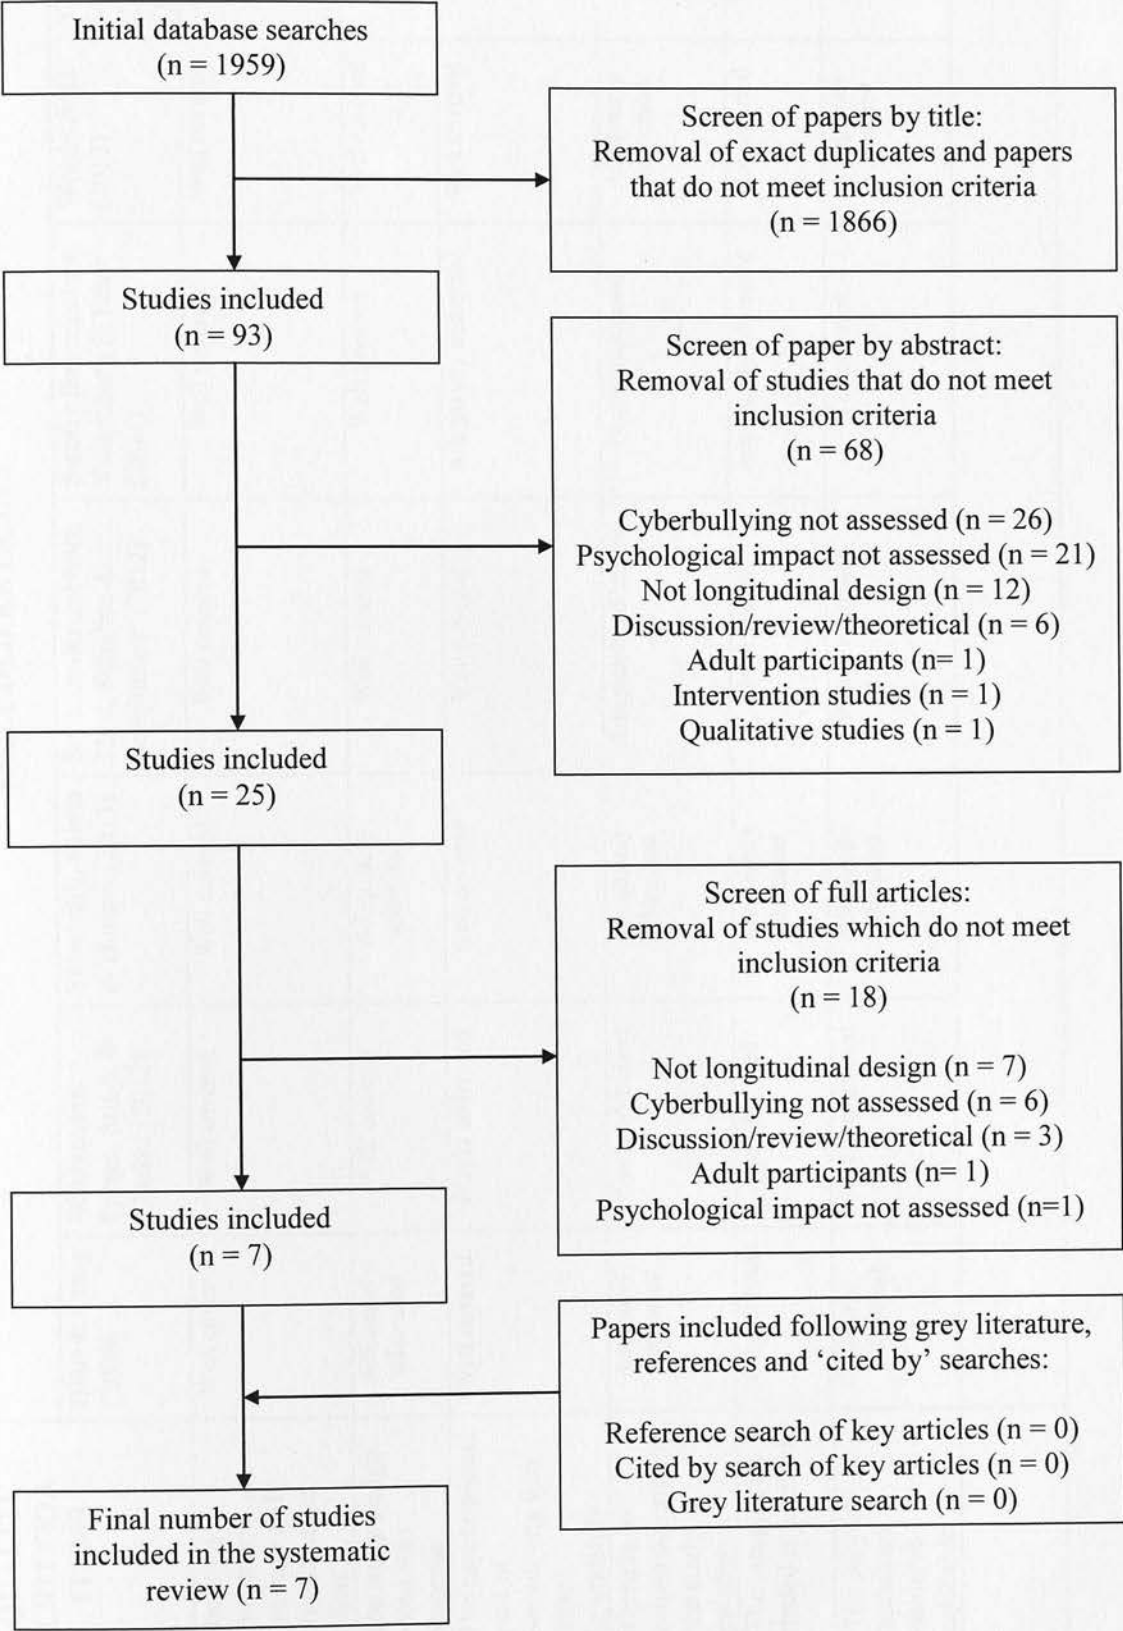 Initial database searches
(n = 1959)
Screen of papers by title:
Removal of exact duplicates and papers
that do not meet inclusion criteria
(n = 1866)
Studies included
(n = 93)
Screen of paper by abstract:
Removal of studies that do not meet
inclusion criteria
(n = 68)
Cyberbullying not assessed (n = 26)
Psychological impact not assessed (n = 21)
Not longitudinal design (n = 12)
Discussion/review/theoretical (n = 6)
Adult participants (n= 1)
Intervention studies (n = 1)
Qualitative studies (n = 1)
Studies included
(n = 25)
Screen of full articles:
Removal of studies which do not meet
inclusion criteria
(n = 18)
Not longitudinal design (n = 7)
Cyberbullying not assessed (n = 6)
Discussion/review/theoretical (n = 3)
Adult participants (n= 1)
Psychological impact not assessed (n=1)
Studies included
(n = 7)
Papers included following grey literature,
references and ‘cited by’ searches:
Reference search of key articles (n = 0)
Cited by search of key articles (n = 0)
Grey literature search (n = 0)
Final number of studies
included in the systematic
review (n = 7)